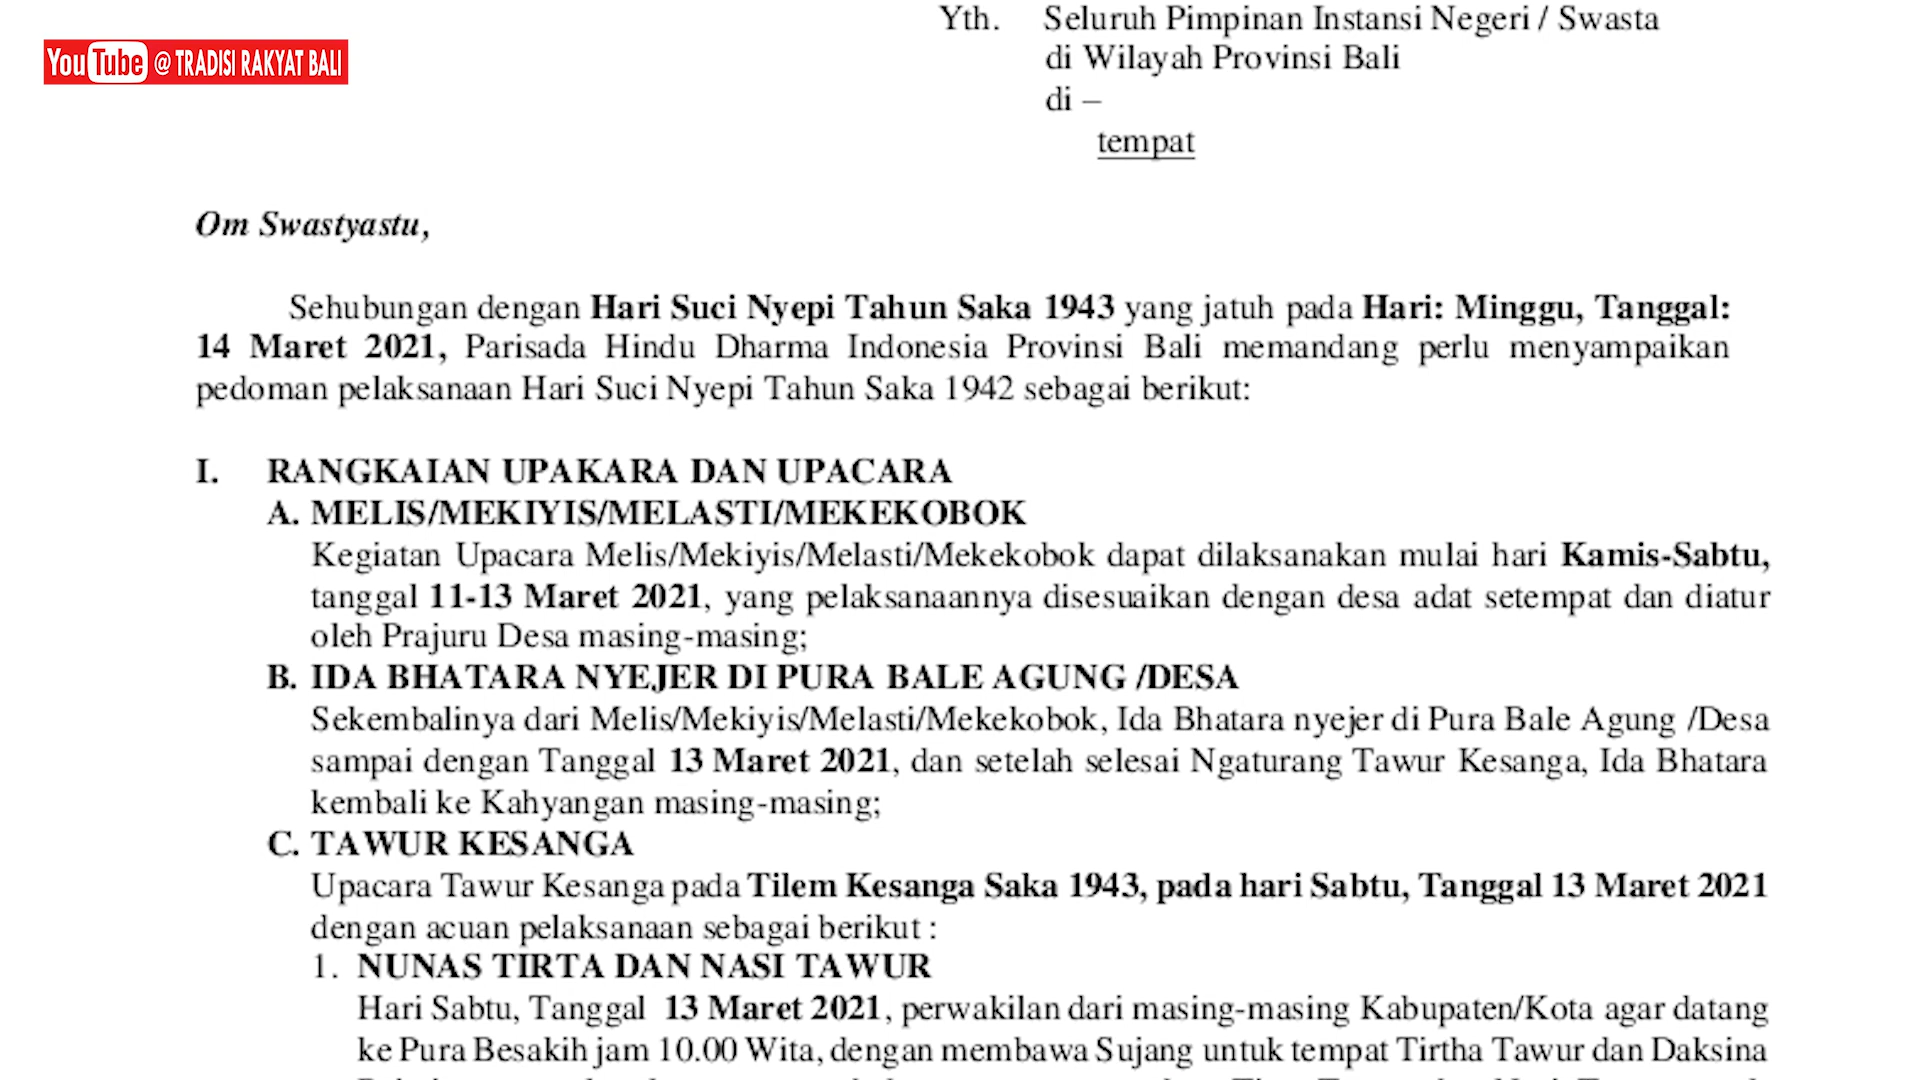 YouTube @ TRADISI RAKYAT BALI
Yth. Seluruh Pimpinan Instansi Negeri / Swasta
di Wilayah Provinsi Bali
di –
tempat
Om Swastyastu,
Sehubungan dengan Hari Suci Nyepi Tahun Saka 1943 yang jatuh pada Hari: Minggu, Tanggal:
14 Maret 2021, Parisada Hindu Dharma Indonesia Provinsi Bali memandang perlu menyampaikan
pedoman pelaksanaan Hari Suci Nyepi Tahun Saka 1942 sebagai berikut:
I. RANGKAIAN UPAKARA DAN UPACARA
A. MELIS/MEKIYIS/MELASTI/MEKEKOBOK
Kegiatan Upacara Melis/Mekiyis/Melasti/Mekekobok dapat dilaksanakan mulai hari Kamis-Sabtu,
tanggal 11-13 Maret 2021, yang pelaksanaannya disesuaikan dengan desa adat setempat dan diatur
oleh Prajuru Desa masing-masing;
B. IDA BHATARA NYEJER DI PURA BALE AGUNG /DESA
Sekembalinya dari Melis/Mekiyis/Melasti/Mekekobok, Ida Bhatara nyejer di Pura Bale Agung /Desa
sampai dengan Tanggal 13 Maret 2021, dan setelah selesai Ngaturang Tawur Kesanga, Ida Bhatara
kembali ke Kahyangan masing-masing;
C. TAWUR KESANGA
Upacara Tawur Kesanga pada Tilem Kesanga Saka 1943, pada hari Sabtu, Tanggal 13 Maret 2021
dengan acuan pelaksanaan sebagai berikut :
1. NUNAS TIRTA DAN NASI TAWUR
Hari Sabtu, Tanggal 13 Maret 2021, perwakilan dari masing-masing Kabupaten/Kota agar datang
ke Pura Besakih jam 10.00 Wita, dengan membawa Sujang untuk tempat Tirtha Tawur dan Daksina